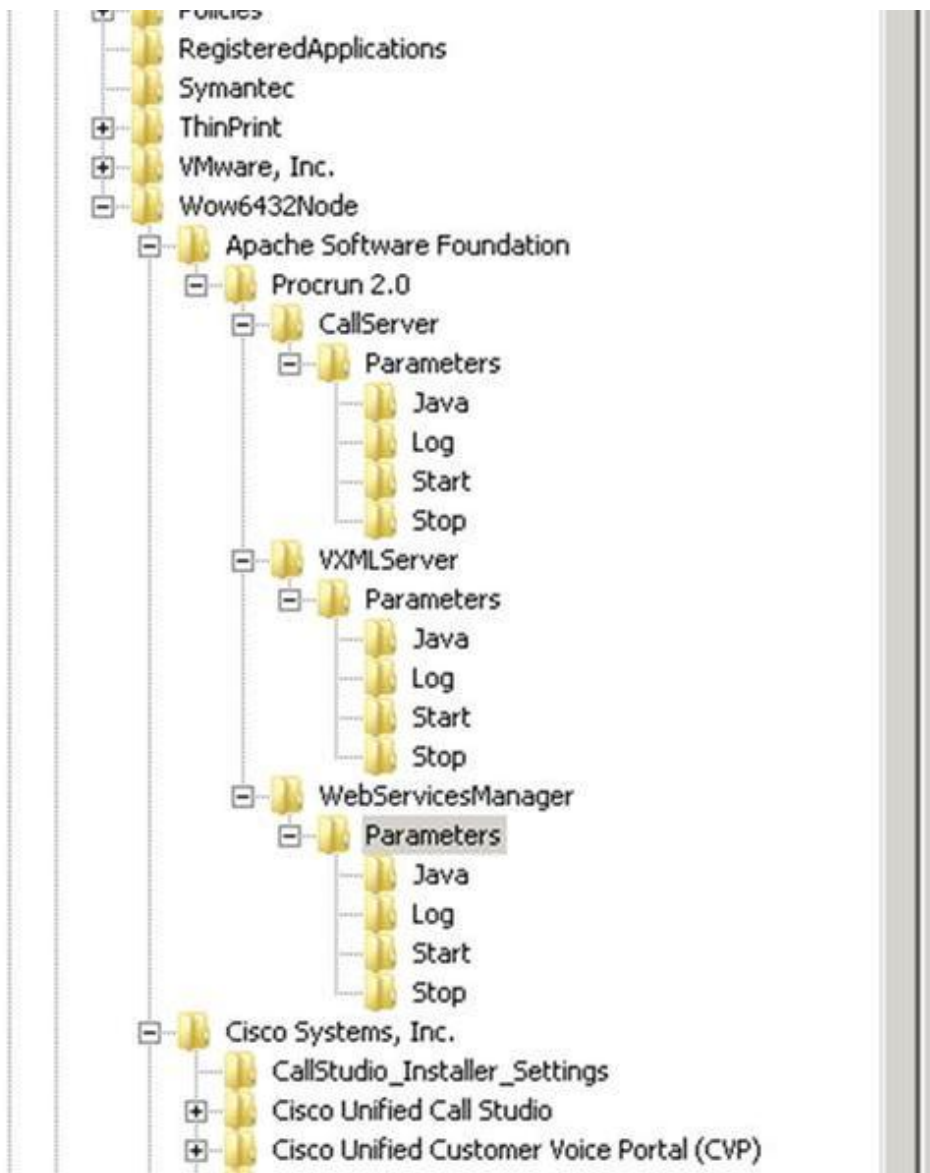 Policies
RegisteredApplications
Symantec
ThinPrint
VMware, Inc.
Wow6432Node
Apache Software Foundation
Procrun 2.0
CallServer
Parameters
Java
Log
Start
Stop
VXMLServer
Parameters
Java
Log
Start
Stop
WebServicesManager
Parameters
Java
Log
Start
Stop
Cisco Systems, Inc.
CallStudio_Installer_Settings
Cisco Unified Call Studio
Cisco Unified Customer Voice Portal (CVP)